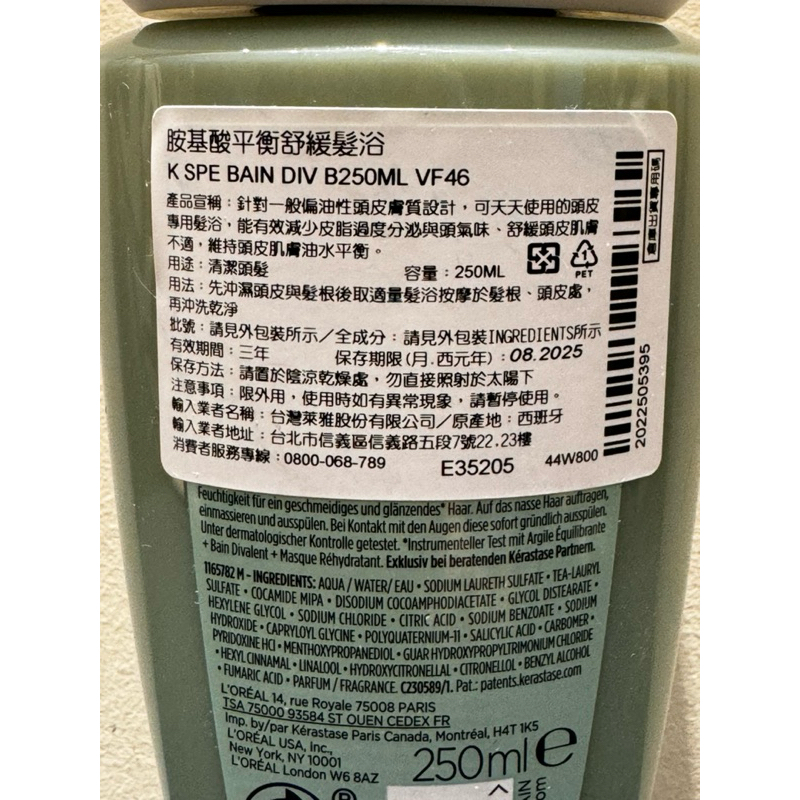 胺基酸平衡舒緩髮浴
K SPE BAIN DIV B250ML VF46
產品宣稱：針對一般偏油性頭皮膚質設計，可天天使用的頭皮
專用髮浴，能有效減少皮脂過度分泌與頭氣味、舒緩頭皮肌膚
不適，維持頭皮肌膚油水平衡。
用途：清潔頭髮 容量：250ML
1
PET
用法：先沖濕頭皮與髮根後取適量髮浴按摩於髮根、頭皮處，
再沖洗乾淨
批號：請見外包裝所示／全成分：請見外包裝INGREDIENTS所示
有效期間：三年 保存期限(月.西元年)：08.2025
保存方法：請置於陰涼乾燥處，勿直接照射於太陽下
注意事項：限外用，使用時如有異常現象，請暫停使用。
輸入業者名稱：台灣萊雅股份有限公司／原產地：西班牙
輸入業者地址：台北市信義區信義路五段7號22.23樓
消費者服務專線：0800-068-789 E35205 44W800
2022505395
Feuchtigkeit für ein geschmeidiges und glänzendes* Haar. Auf das nasse Haar auftragen,
einmassieren und ausspülen. Bei Kontakt mit den Augen diese sofort gründlich ausspülen.
Unter dermatologischer Kontrolle getestet. *Instrumenteller Test mit Argile Équilibrante
+ Bain Divalent + Masque Réhydratant. Exklusiv bei beratenden Kérastase Partnern.
1165782 M - INGREDIENTS: AQUA / WATER/ EAU • SODIUM LAURETH SULFATE • TEA-LAURYL
SULFATE • COCAMIDE MIPA • DISODIUM COCOAMPHODIACETATE • GLYCOL DISTEARATE •
HEXYLENE GLYCOL • SODIUM CHLORIDE • CITRIC ACID • SODIUM BENZOATE • SODIUM
HYDROXIDE • CAPRYLOYL GLYCINE • POLYQUATERNIUM-11 • SALICYLIC ACID • CARBOMER •
PYRIDOXINE HCI • MENTHOXYPROPANEDIOL • GUAR HYDROXYPROPYLTRIMONIUM CHLORIDE
• HEXYL CINNAMAL • LINALOOL • HYDROXYCITRONELLAL • CITRONELLOL • BENZYL ALCOHOL
• FUMARIC ACID • PARFUM / FRAGRANCE. CZ30589/1. Pat.: patents.kerastase.com
L'ORÉAL 14, rue Royale 75008 PARIS
TSA 75000 93584 ST OUEN CEDEX FR
Imp. by/par Kérastase Paris Canada, Montréal, H4T 1K5
L'ORÉAL USA, Inc.,
New York, NY 10001
L'ORÉAL London W6 8AZ
250ml e